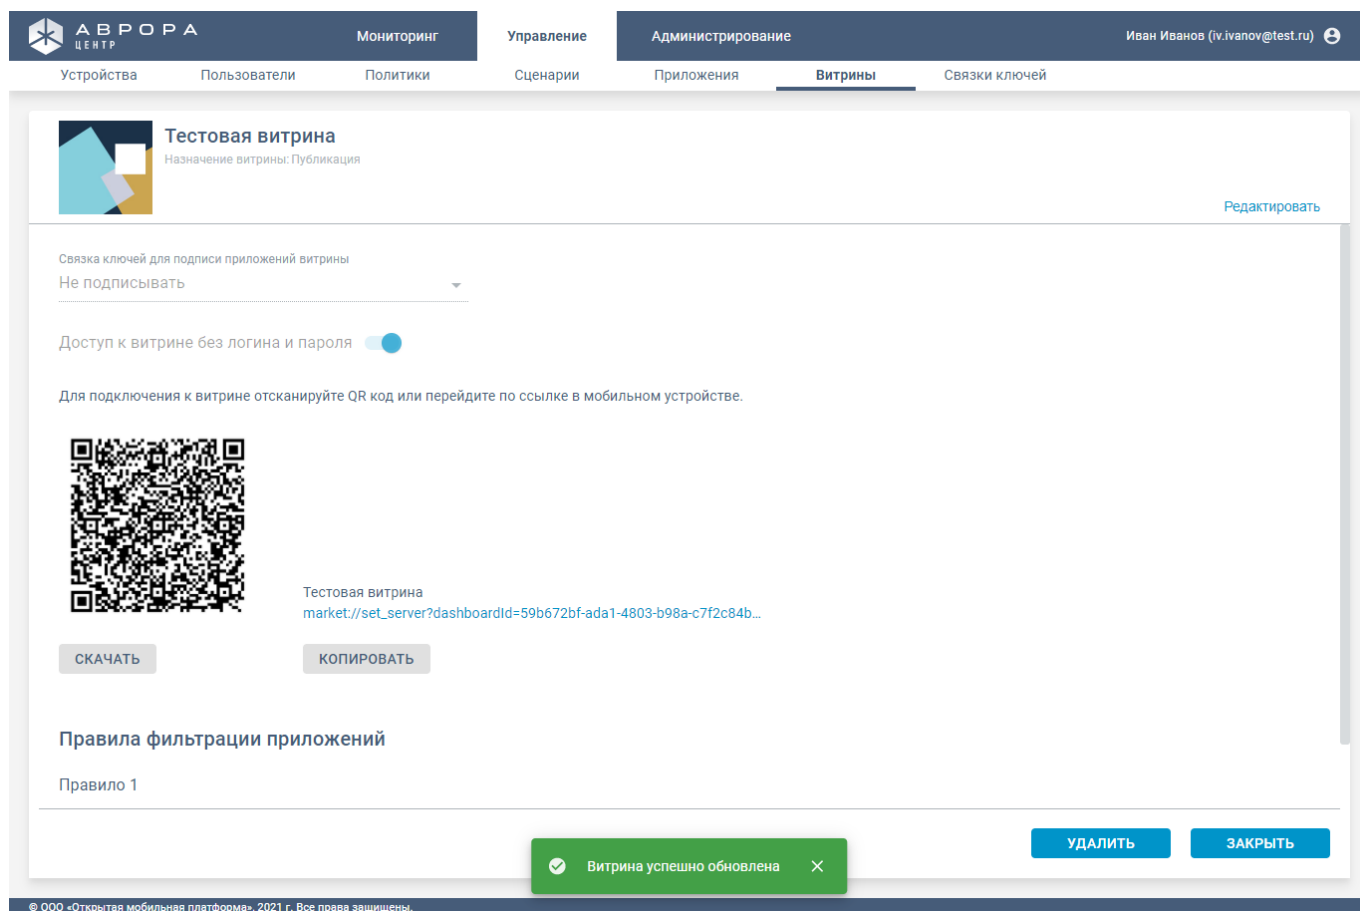 АВРОРА
ЦЕНТР
Мониторинг
Управление
Администрирование
Иван Иванов (iv.ivanov@test.ru)
Устройства
Пользователи
Политики
Сценарии
Приложения
Витрины
Связки ключей
Тестовая витрина
Назначение витрины: Публикация
Редактировать
Связка ключей для подписи приложений витрины
Не подписывать
Доступ к витрине без логина и пароля
Для подключения к витрине отсканируйте QR код или перейдите по ссылке в мобильном устройстве.
Тестовая витрина
market://set_server?dashboardId=59b672bf-ada1-4803-b98a-c7f2c84b...
СКАЧАТЬ
КОПИРОВАТЬ
Правила фильтрации приложений
Правило 1
УДАЛИТЬ
ЗАКРЫТЬ
Витрина успешно обновлена
© ООО «Открытая мобильная платформа», 2021 г. Все права защищены.